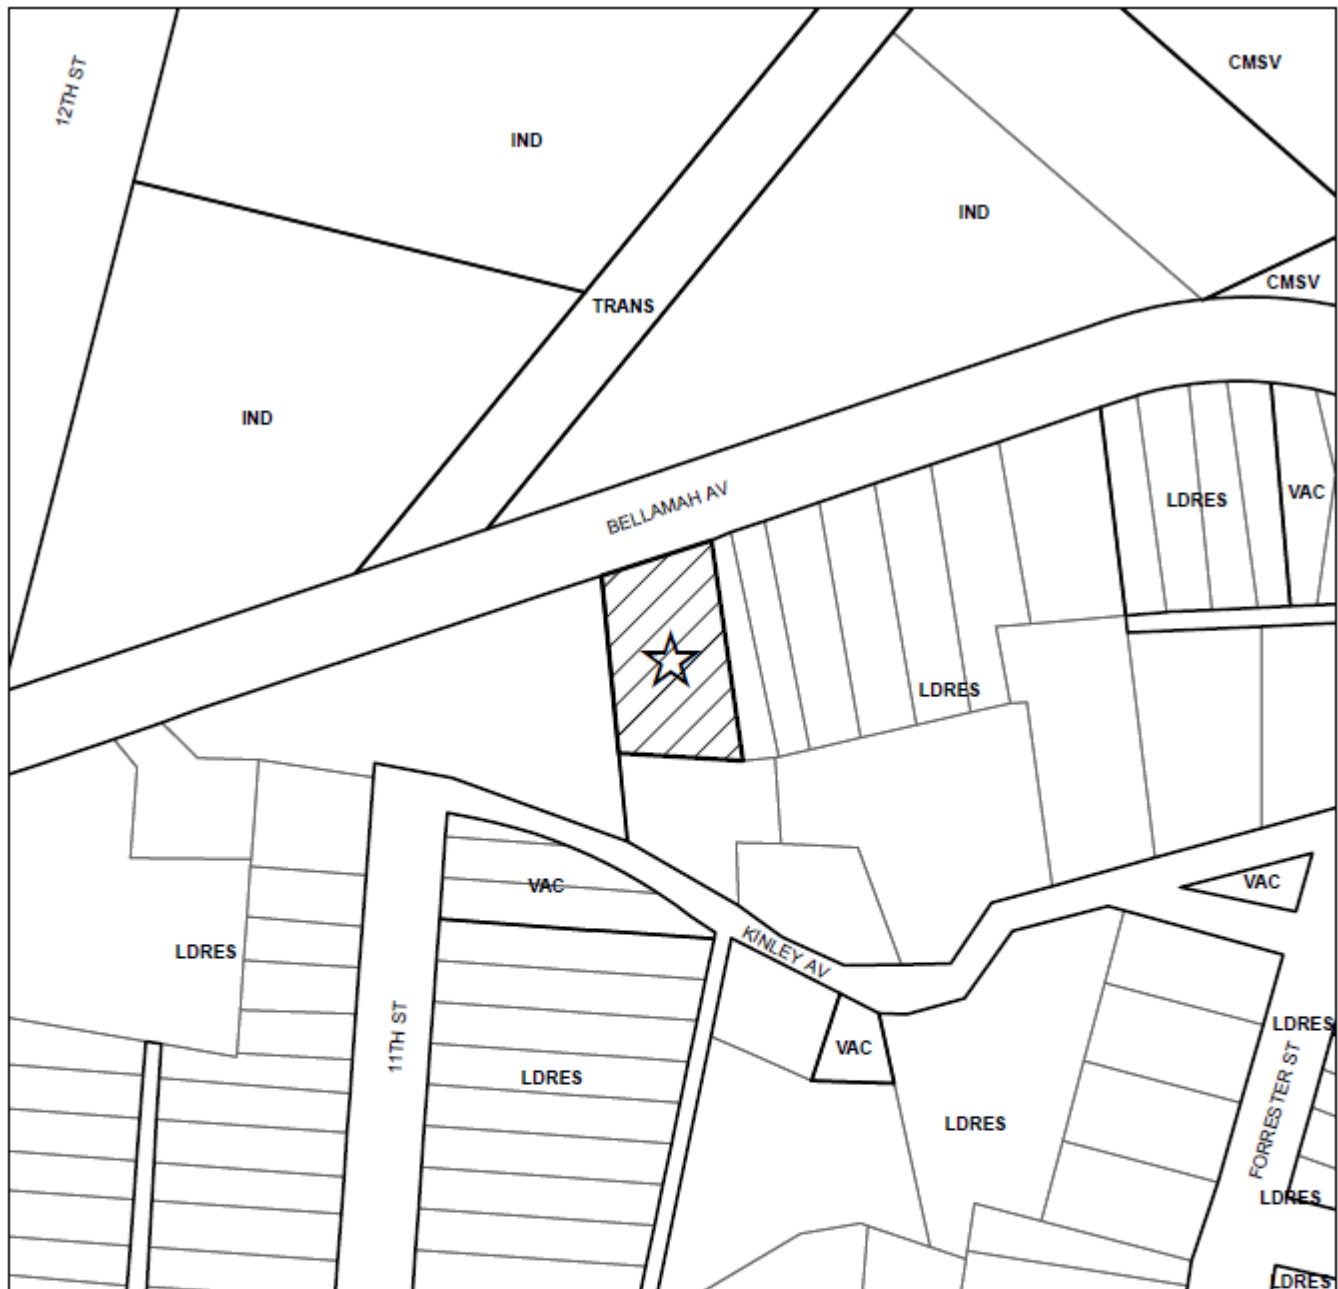 CMSV
12TH ST
IND
IND
CMSV
TRANS
IND
BELLAMAH AV
VAC
LDRES
LDRES
VAC
VAC
KINLEY AV
LDRES
LDRES
11TH ST
VAC
LDRES
LDRES
FORRESTER ST
LDRES
LDRES